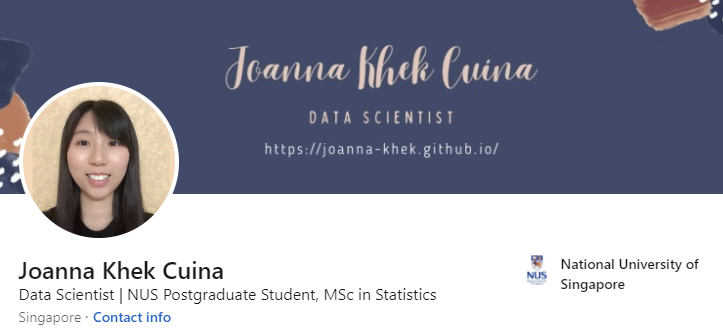 Joanna Khek Cuina
DATA SCIENTIST
https://joanna-khek.github.io/
Joanna Khek Cuina
Data Scientist | NUS Postgraduate Student, MSc in Statistics
Singapore · Contact info
NUS
National University of
Singapore